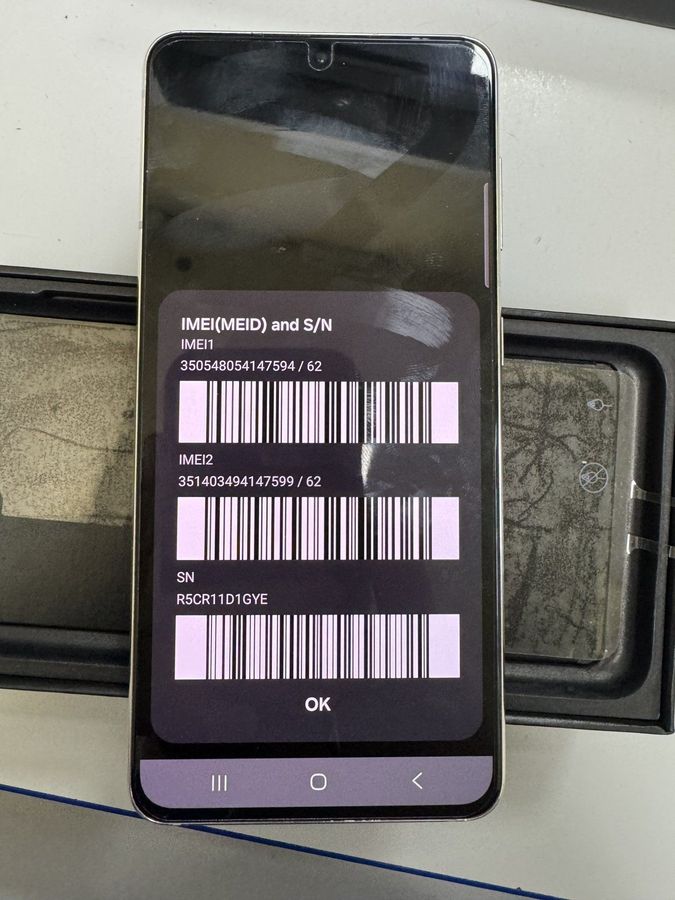 IMEI(MEID) and S/N
IMEI1
350548054147594 / 62
IMEI2
351403494147599 / 62
SN
R5CR11D1GYE
OK